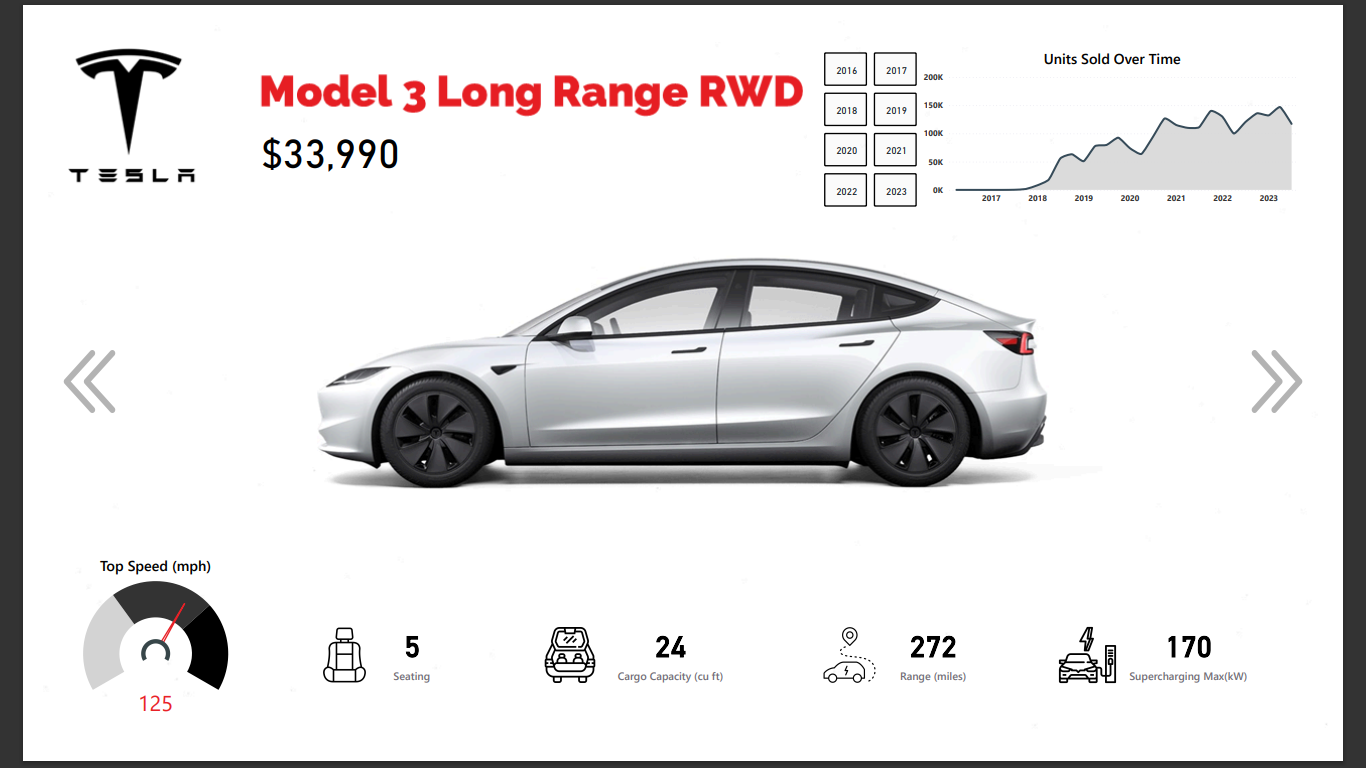 TESLA
Model 3 Long Range RWD
$33,990
2016 2017
2018 2019
2020 2021
2022 2023
Units Sold Over Time
200K
150K
100K
50K
0K
2017 2018 2019 2020 2021 2022 2023
Top Speed (mph)
125
5
Seating
24
Cargo Capacity (cu ft)
272
Range (miles)
170
Supercharging Max(kW)